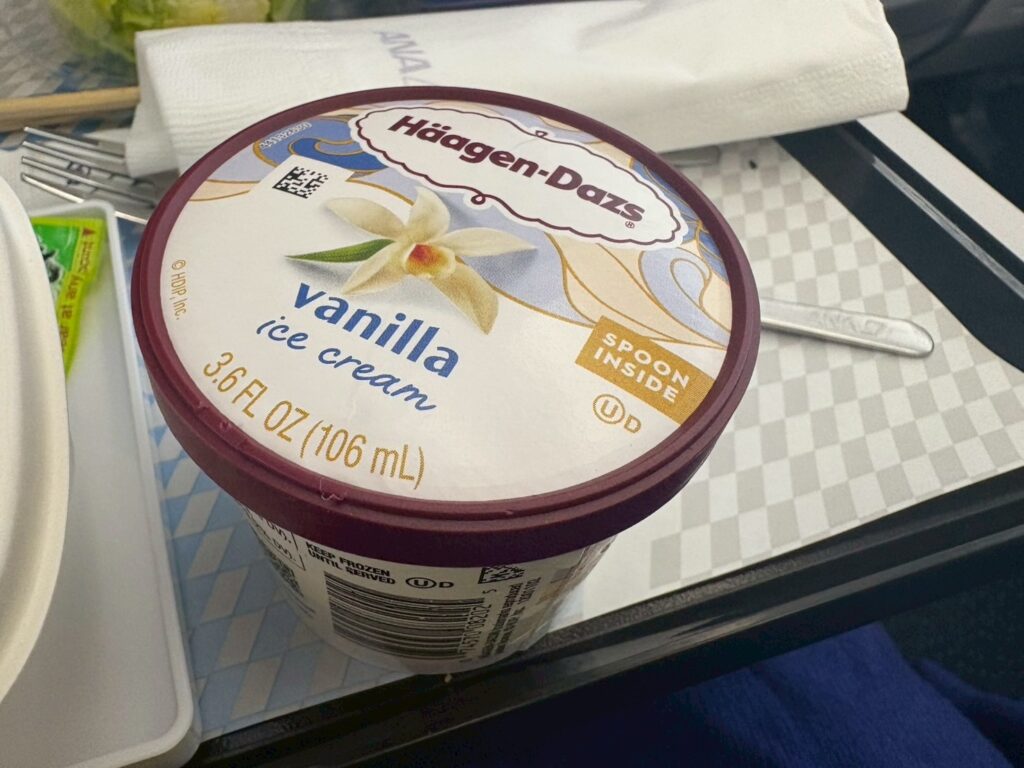 ANA
Häagen-Dazs
®
vanilla
ice cream
3.6 FL OZ (106 mL)
SPOON
INSIDE
U D
© HDIP, Inc.
KEEP FROZEN
UNTIL SERVED
U D